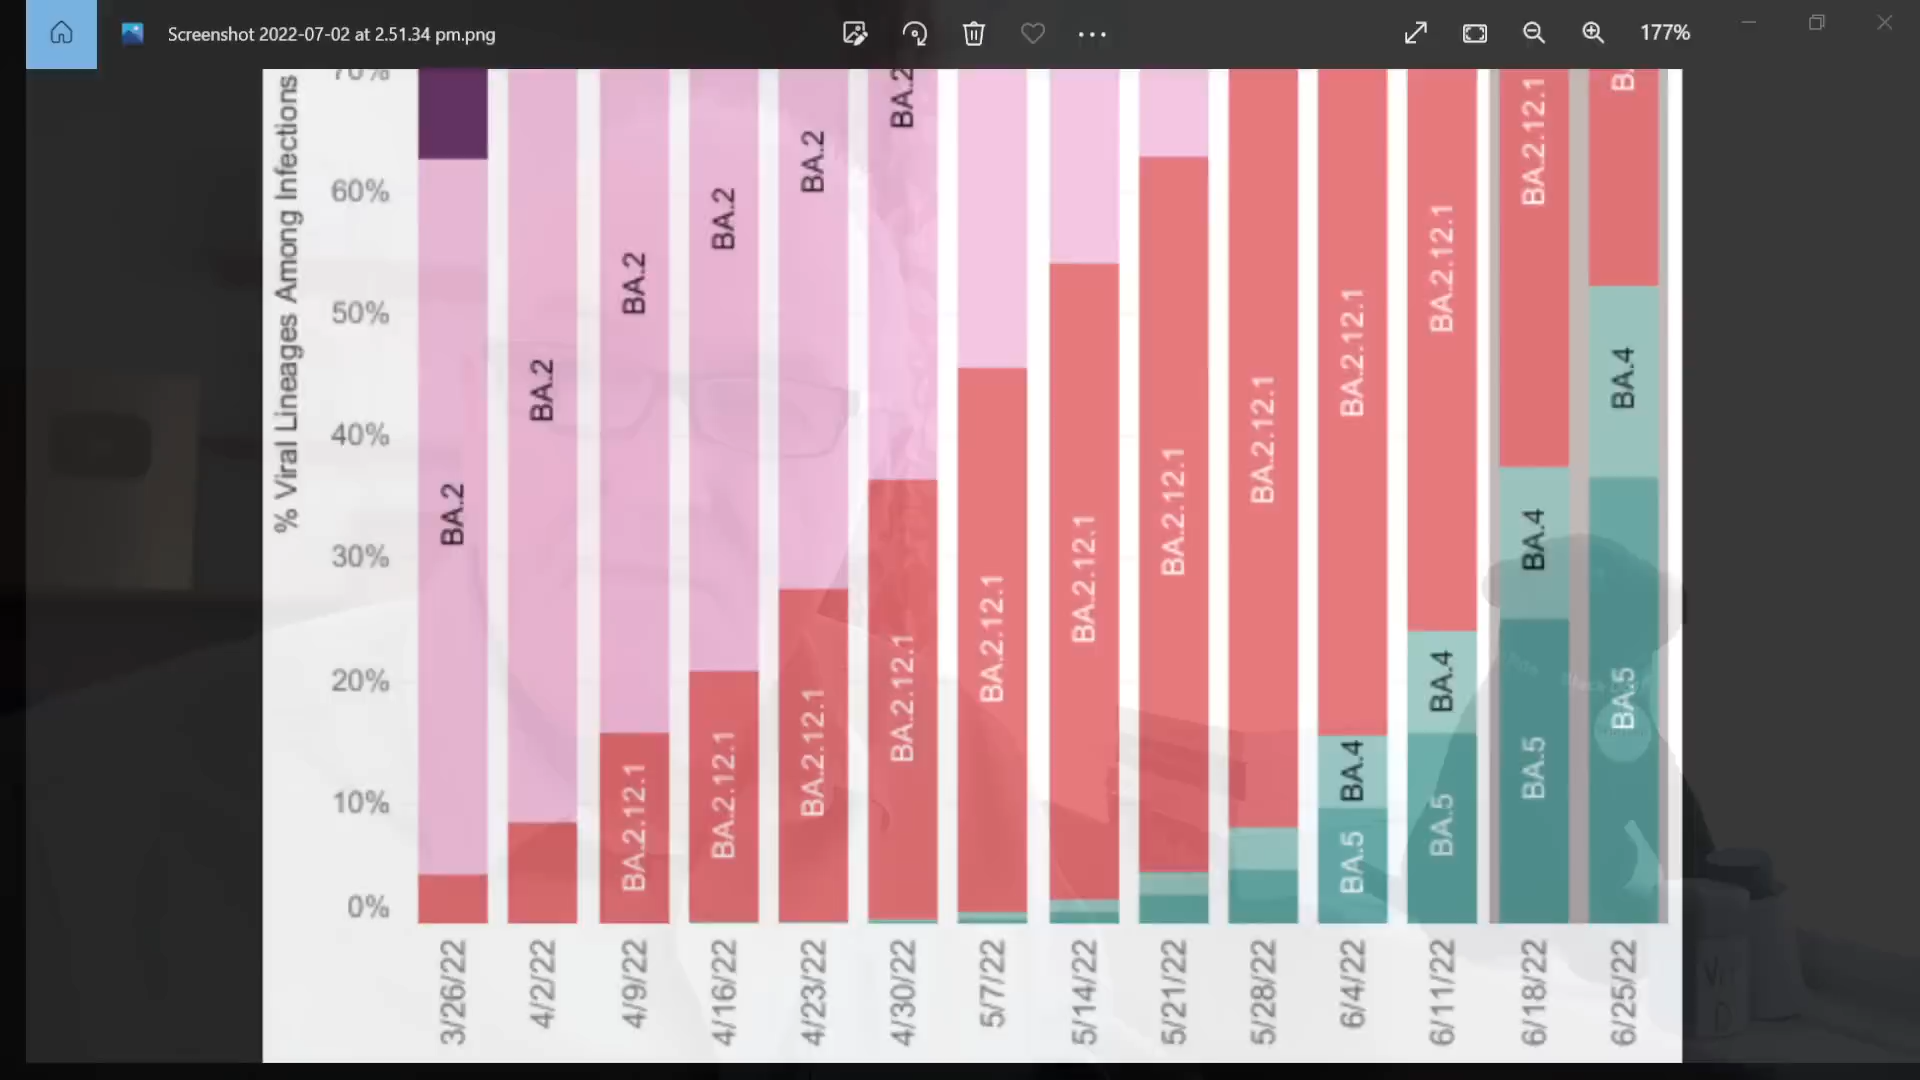 Screenshot 2022-07-02 at 2.51.34 pm.png
177%
% Viral Lineages Among Infections
70%
60%
50%
40%
30%
20%
10%
0%
BA.2
BA.2
BA.2
BA.2.12.1
BA.2
BA.2.12.1
BA.2
BA.2.12.1
BA.2
BA.2.12.1
BA.2.12.1
BA.2.12.1
BA.2.12.1
BA.2.12.1
BA.2.12.1
BA.4
BA.5
BA.2.12.1
BA.4
BA.5
BA.2.12.1
BA.4
BA.5
BA.4
BA.5
3/26/22
4/2/22
4/9/22
4/16/22
4/23/22
4/30/22
5/7/22
5/14/22
5/21/22
5/28/22
6/4/22
6/11/22
6/18/22
6/25/22